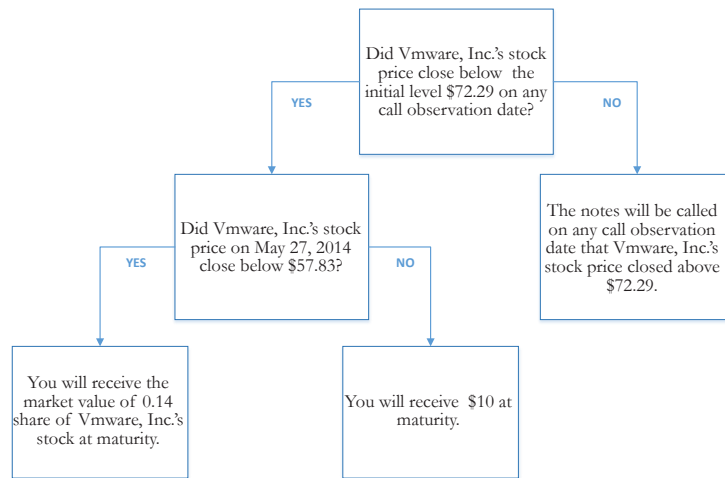 Did Vmware, Inc.'s stock
price close below the
initial level $72.29 on any
call observation date?
YES
NO
Did Vmware, Inc.'s stock
price on May 27, 2014
close below $57.83?
The notes will be called
on any call observation
date that Vmware, Inc.'s
stock price closed above
$72.29.
YES
NO
You will receive the
market value of 0.14
share of Vmware, Inc.'s
stock at maturity.
You will receive $10 at
maturity.